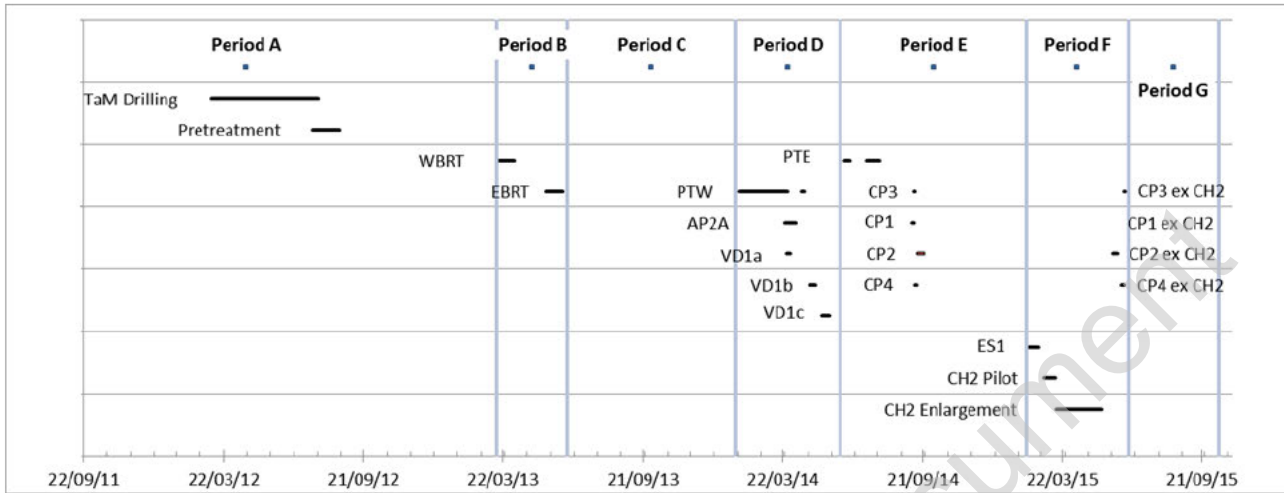 Period A
Period B
Period C
Period D
Period E
Period F
Period G
TaM Drilling
Pretreatment
WBRT
PTE
EBRT
PTW
CP3
CP3 ex CH2
AP2A
CP1
CP1 ex CH2
VD1a
CP2
CP2 ex CH2
VD1b
CP4
CP4 ex CH2
VD1c
ES1
CH2 Pilot
CH2 Enlargement
22/09/11
22/03/12
21/09/12
22/03/13
21/09/13
22/03/14
21/09/14
22/03/15
21/09/15